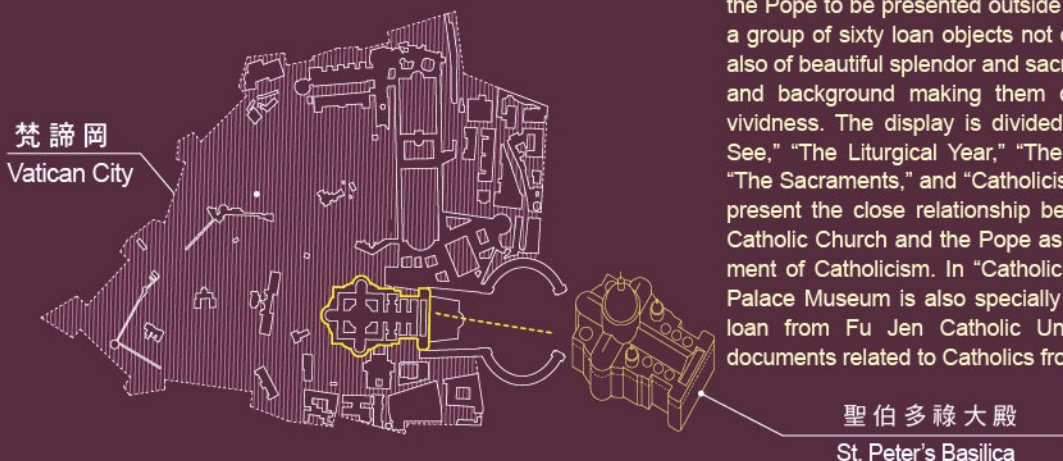 梵諦岡
Vatican City
the Pope to be presented outside
a group of sixty loan objects not
also of beautiful splendor and
and background making them
vividness. The display is divided
See,” “The Liturgical Year,” “The
“The Sacraments,” and
present the close relationship
Catholic Church and the Pope as
ment of Catholicism. In
Palace Museum is also specially
loan from Fu Jen Catholic
documents related to Catholics
聖伯多祿大殿
St. Peter’s Basilica